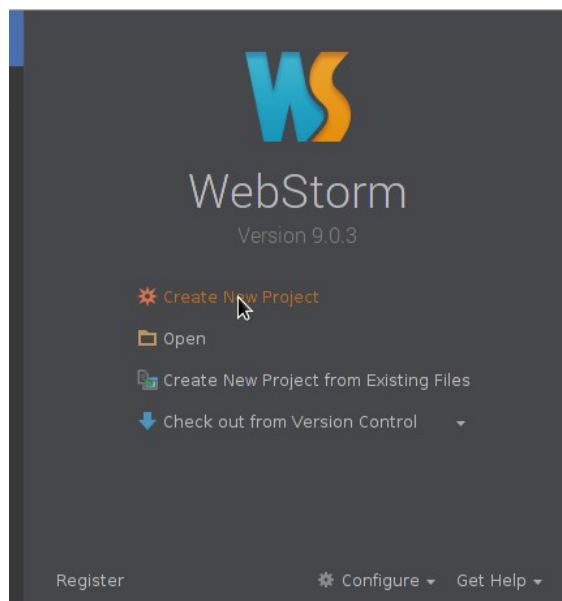 WS
WebStorm
Version 9.0.3
Create New Project
Open
Create New Project from Existing Files
Check out from Version Control
Register Configure Get Help